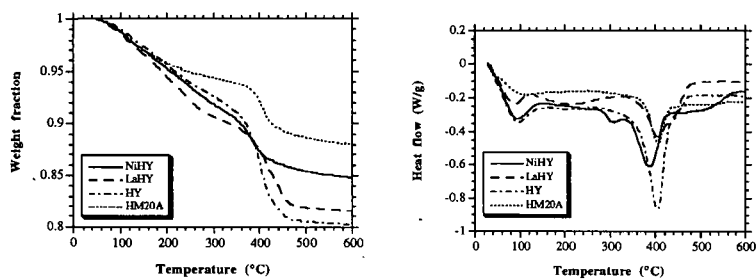 1
0.95
0.9
0.85
0.8
Weight fraction
NiHY
LaHY
HY
HM20A
0 100 200 300 400 500 600
Temperature (°C)
0.2
0
-0.2
-0.4
-0.6
-0.8
-1
Heat flow (W/g)
NiHY
LaHY
HY
HM20A
0 100 200 300 400 500 600
Temperature (°C)